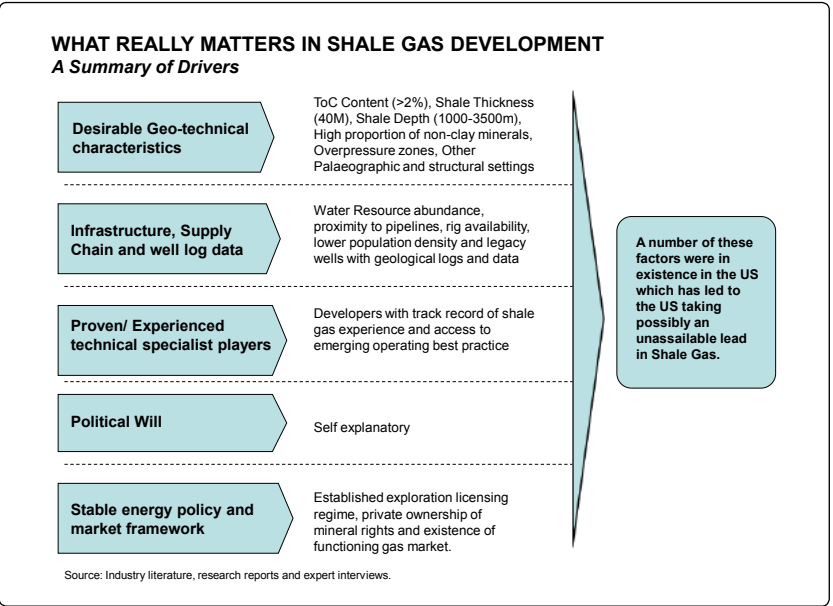 WHAT REALLY MATTERS IN SHALE GAS DEVELOPMENT
A Summary of Drivers
Desirable Geo-technical
characteristics
ToC Content (>2%), Shale Thickness
(40M), Shale Depth (1000-3500m),
High proportion of non-clay minerals,
Overpressure zones, Other
Palaeographic and structural settings
Infrastructure, Supply
Chain and well log data
Water Resource abundance,
proximity to pipelines, rig availability,
lower population density and legacy
wells with geological logs and data
Proven/ Experienced
technical specialist players
Developers with track record of shale
gas experience and access to
emerging operating best practice
Political Will
Self explanatory
Stable energy policy and
market framework
Established exploration licensing
regime, private ownership of
mineral rights and existence of
functioning gas market.
A number of these
factors were in
existence in the US
which has led to
the US taking
possibly an
unassailable lead
in Shale Gas.
Source: Industry literature, research reports and expert interviews.